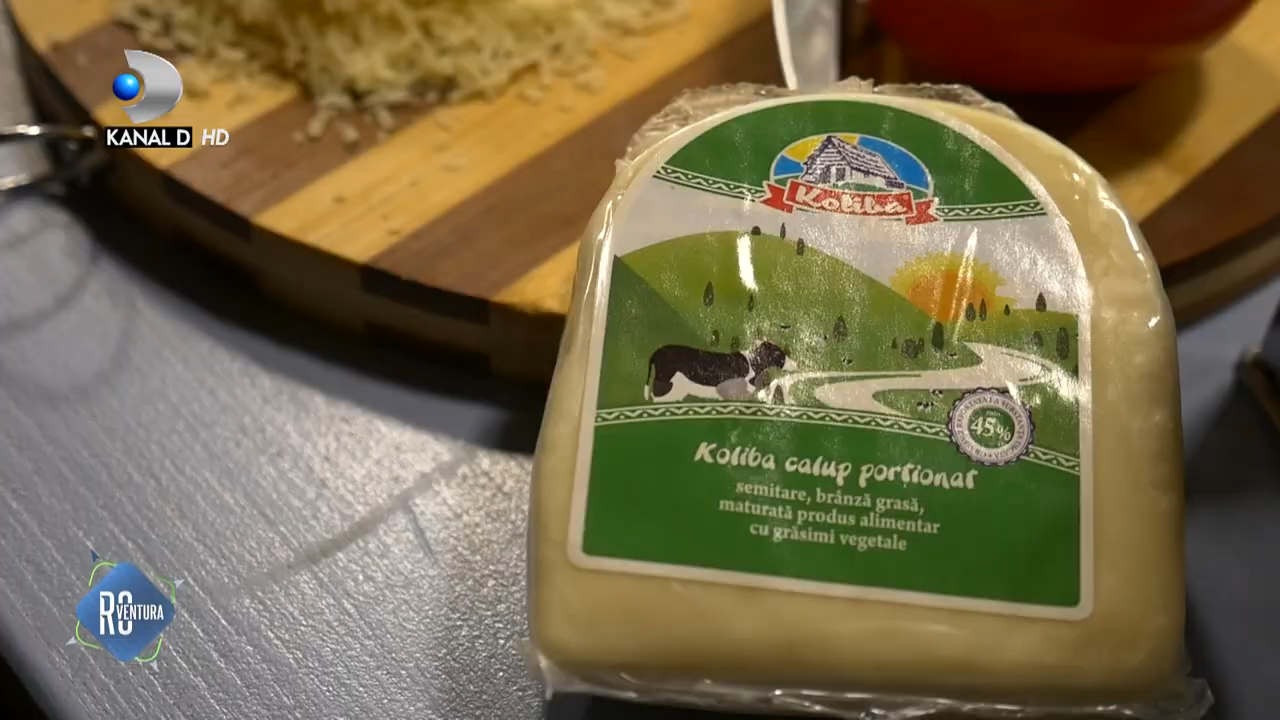 KANAL D HD
Koliba
45%
Koliba calup porționat
semitare, brânză grasă,
maturată produs alimentar
cu grăsimi vegetale
RO
VENTURA